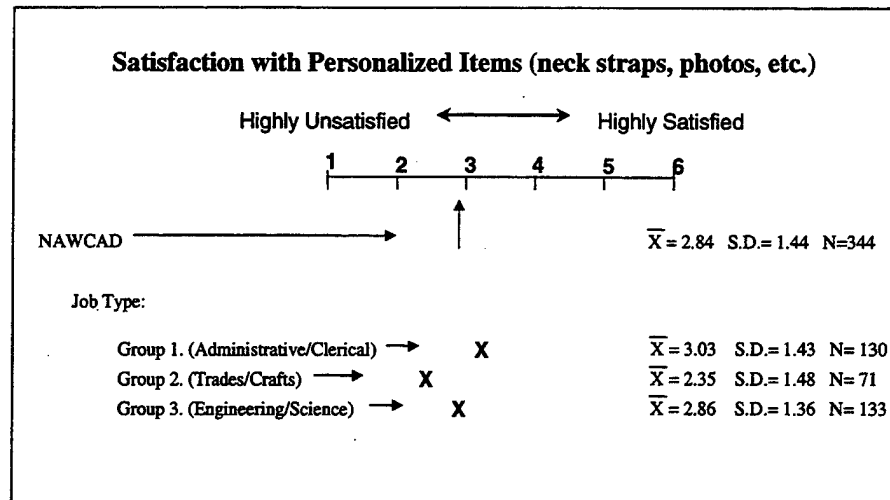 Satisfaction with Personalized Items (neck straps, photos, etc.)
Highly Unsatisfied Highly Satisfied
1 2 3 4 5 6
NAWCAD X̅ = 2.84 S.D.= 1.44 N=344
Job Type:
Group 1. (Administrative/Clerical) X X̅ = 3.03 S.D.= 1.43 N= 130
Group 2. (Trades/Crafts) X X̅ = 2.35 S.D.= 1.48 N= 71
Group 3. (Engineering/Science) X X̅ = 2.86 S.D.= 1.36 N= 133